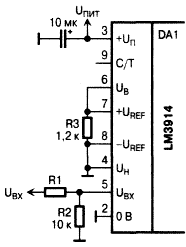 UПИТ
10 мк +
3 +UП DA1
9 C/T
6 UВ
7 +UREF
R3
1,2 к
8 −UREF
4 UН
UВХ R1 5 UВХ
R2
10 к
2 0 В
LM3914